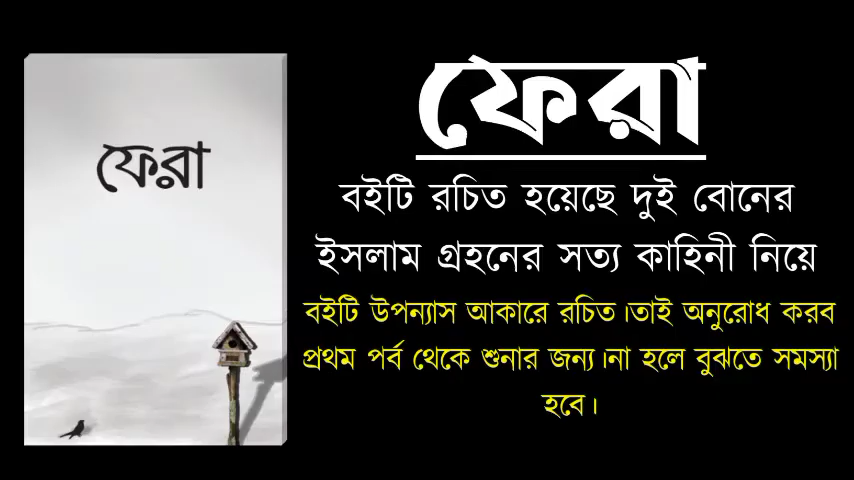 ফেরা
ফেরা
বইটি রচিত হয়েছে দুই বোনের
ইসলাম গ্রহনের সত্য কাহিনী নিয়ে
বইটি উপন্যাস আকারে রচিত।তাই অনুরোধ করব
প্রথম পর্ব থেকে শুনার জন্য।না হলে বুঝতে সমস্যা
হবে।